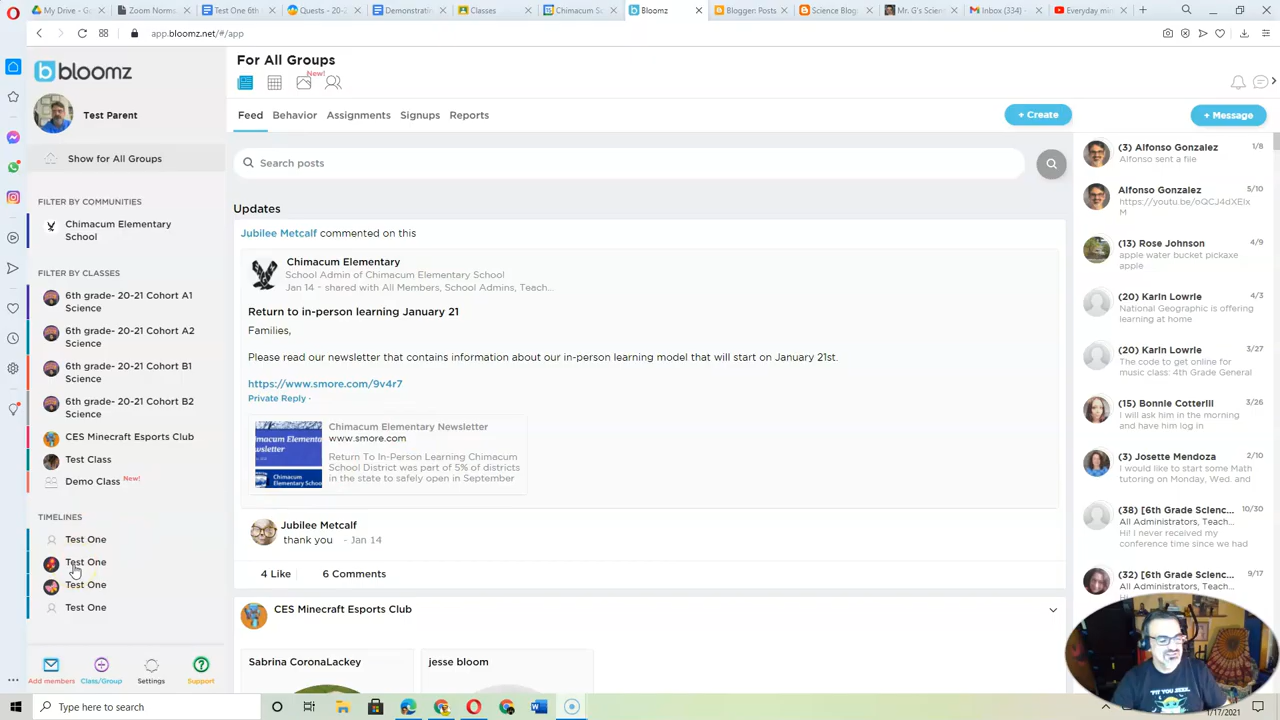 My Drive - Goo
Zoom Norms
Test One 6th
Quests - 20-2
Demonstratin
Classes
Chimacum S
Bloomz
Blogger: Posts
Science Blog
Mr. G's Scien
Inbox (334) -
Everyday min
app.bloomz.net/#/app
bloomz
For All Groups
New!
Test Parent
Feed Behavior Assignments Signups Reports
+ Create
+ Message
Show for All Groups
Search posts
FILTER BY COMMUNITIES
Chimacum Elementary
School
FILTER BY CLASSES
6th grade- 20-21 Cohort A1
Science
6th grade- 20-21 Cohort A2
Science
6th grade- 20-21 Cohort B1
Science
6th grade- 20-21 Cohort B2
Science
CES Minecraft Esports Club
Test Class
Demo Class New!
TIMELINES
Test One
Test One
Test One
Test One
Add members
Class/Group
Settings
Support
Updates
Jubilee Metcalf commented on this
Chimacum Elementary
School Admin of Chimacum Elementary School
Jan 14 - shared with All Members, School Admins, Teach...
Return to in-person learning January 21
Families,
Please read our newsletter that contains information about our in-person learning model that will start on January 21st.
https://www.smore.com/9v4r7
Private Reply ·
Chimacum Elementary Newsletter
www.smore.com
Return To In-Person Learning Chimacum
School District was part of 5% of districts
in the state to safely open in September
Jubilee Metcalf
thank you - Jan 14
4 Like
6 Comments
CES Minecraft Esports Club
Sabrina CoronaLackey
jesse bloom
(3) Alfonso Gonzalez 1/8
Alfonso sent a file
Alfonso Gonzalez 5/10
https://youtu.be/oQCJ4dXEIx
M
(13) Rose Johnson 4/9
apple water bucket pickaxe
apple
(20) Karin Lowrie 4/3
National Geographic is offering
learning at home
(20) Karin Lowrie 3/27
The code to get online for
music class: 4th Grade General
(15) Bonnie Cotterill 3/26
I will ask him in the morning
and have him log in
(3) Josette Mendoza 2/10
I would like to start some Math
tutoring on Monday, Wed. and
(38) [6th Grade Scienc... 10/30
All Administrators, Teach...
Hi! I never received my
conference time since we had
(32) [6th Grade Scienc... 9/17
All Administrators, Teach...
Type here to search
1/17/2021